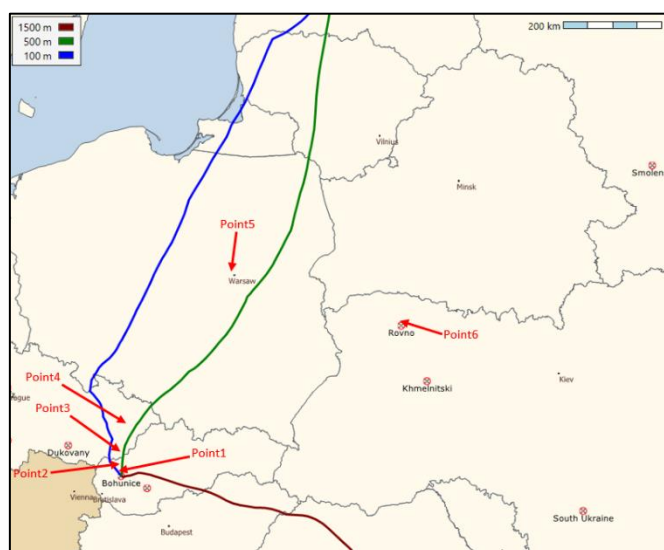 1500 m
500 m
100 m
200 km
Vilnius
Smolen
Minsk
Point5
Warsaw
Rovno
Point6
Point4
Khmelnitski
Kiev
gue
Point3
Dukovany
Point1
Point2
Bohunice
Vienna
Bratislava
South Ukraine
Budapest